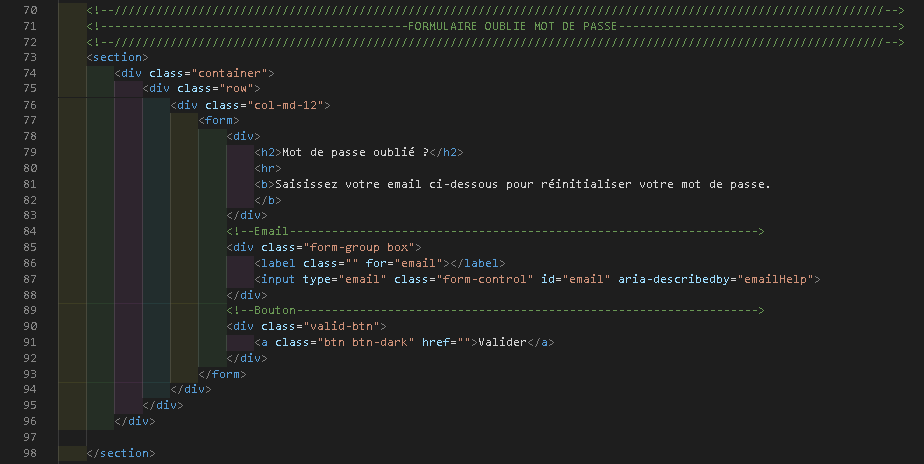 70 <!--//////////////////////////////////////////////////////////////////////////////////////////////////////////////-->
71 <!--------------------------------------------FORMULAIRE OUBLIE MOT DE PASSE---------------------------------------->
72 <!--//////////////////////////////////////////////////////////////////////////////////////////////////////////////-->
73 <section>
74 <div class="container">
75 <div class="row">
76 <div class="col-md-12">
77 <form>
78 <div>
79 <h2>Mot de passe oublié ?</h2>
80 <hr>
81 <b>Saisissez votre email ci-dessous pour réinitialiser votre mot de passe.
82 </b>
83 </div>
84 <!--Email------------------------------------------------------------------->
85 <div class="form-group box">
86 <label class="" for="email"></label>
87 <input type="email" class="form-control" id="email" aria-describedby="emailHelp">
88 </div>
89 <!--Bouton------------------------------------------------------------------>
90 <div class="valid-btn">
91 <a class="btn btn-dark" href="">Valider</a>
92 </div>
93 </form>
94 </div>
95 </div>
96 </div>
97
98 </section>